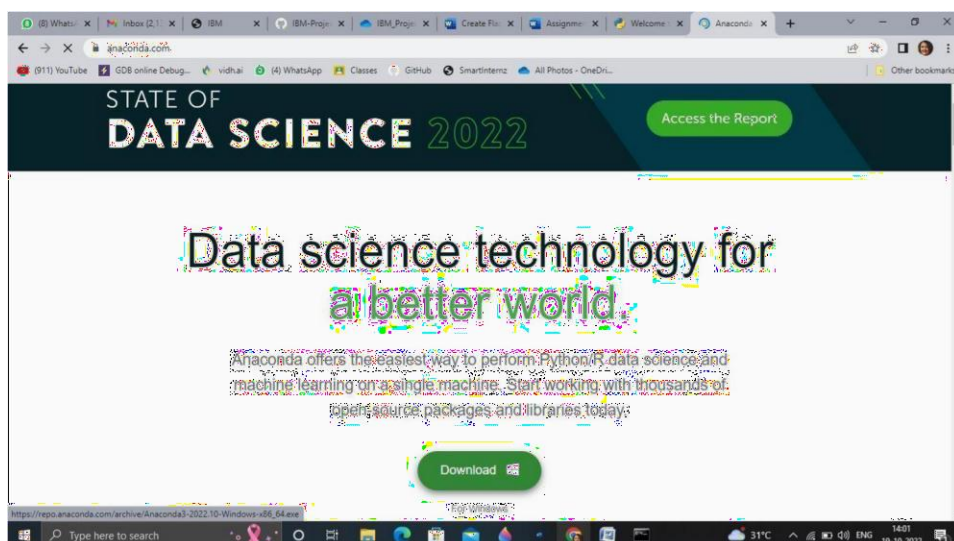 (8) WhatsA
Inbox (2,1
IBM
IBM-Proje
IBM_Proje
Create Fla
Assignme
Welcome
Anaconda
anaconda.com
(911) YouTube
GDB online Debug...
vidh.ai
(4) WhatsApp
Classes
GitHub
SmartInternz
All Photos - OneDri...
Other bookmarks
STATE OF
DATA SCIENCE 2022
Access the Report
Data science technology for
a better world.
Anaconda offers the easiest way to perform Python/R data science and
machine learning on a single machine. Start working with thousands of
open-source packages and libraries today.
Download
For Windows
https://repo.anaconda.com/archive/Anaconda3-2022.10-Windows-x86_64.exe
Type here to search
31°C
ENG
14:01
19-10-2022